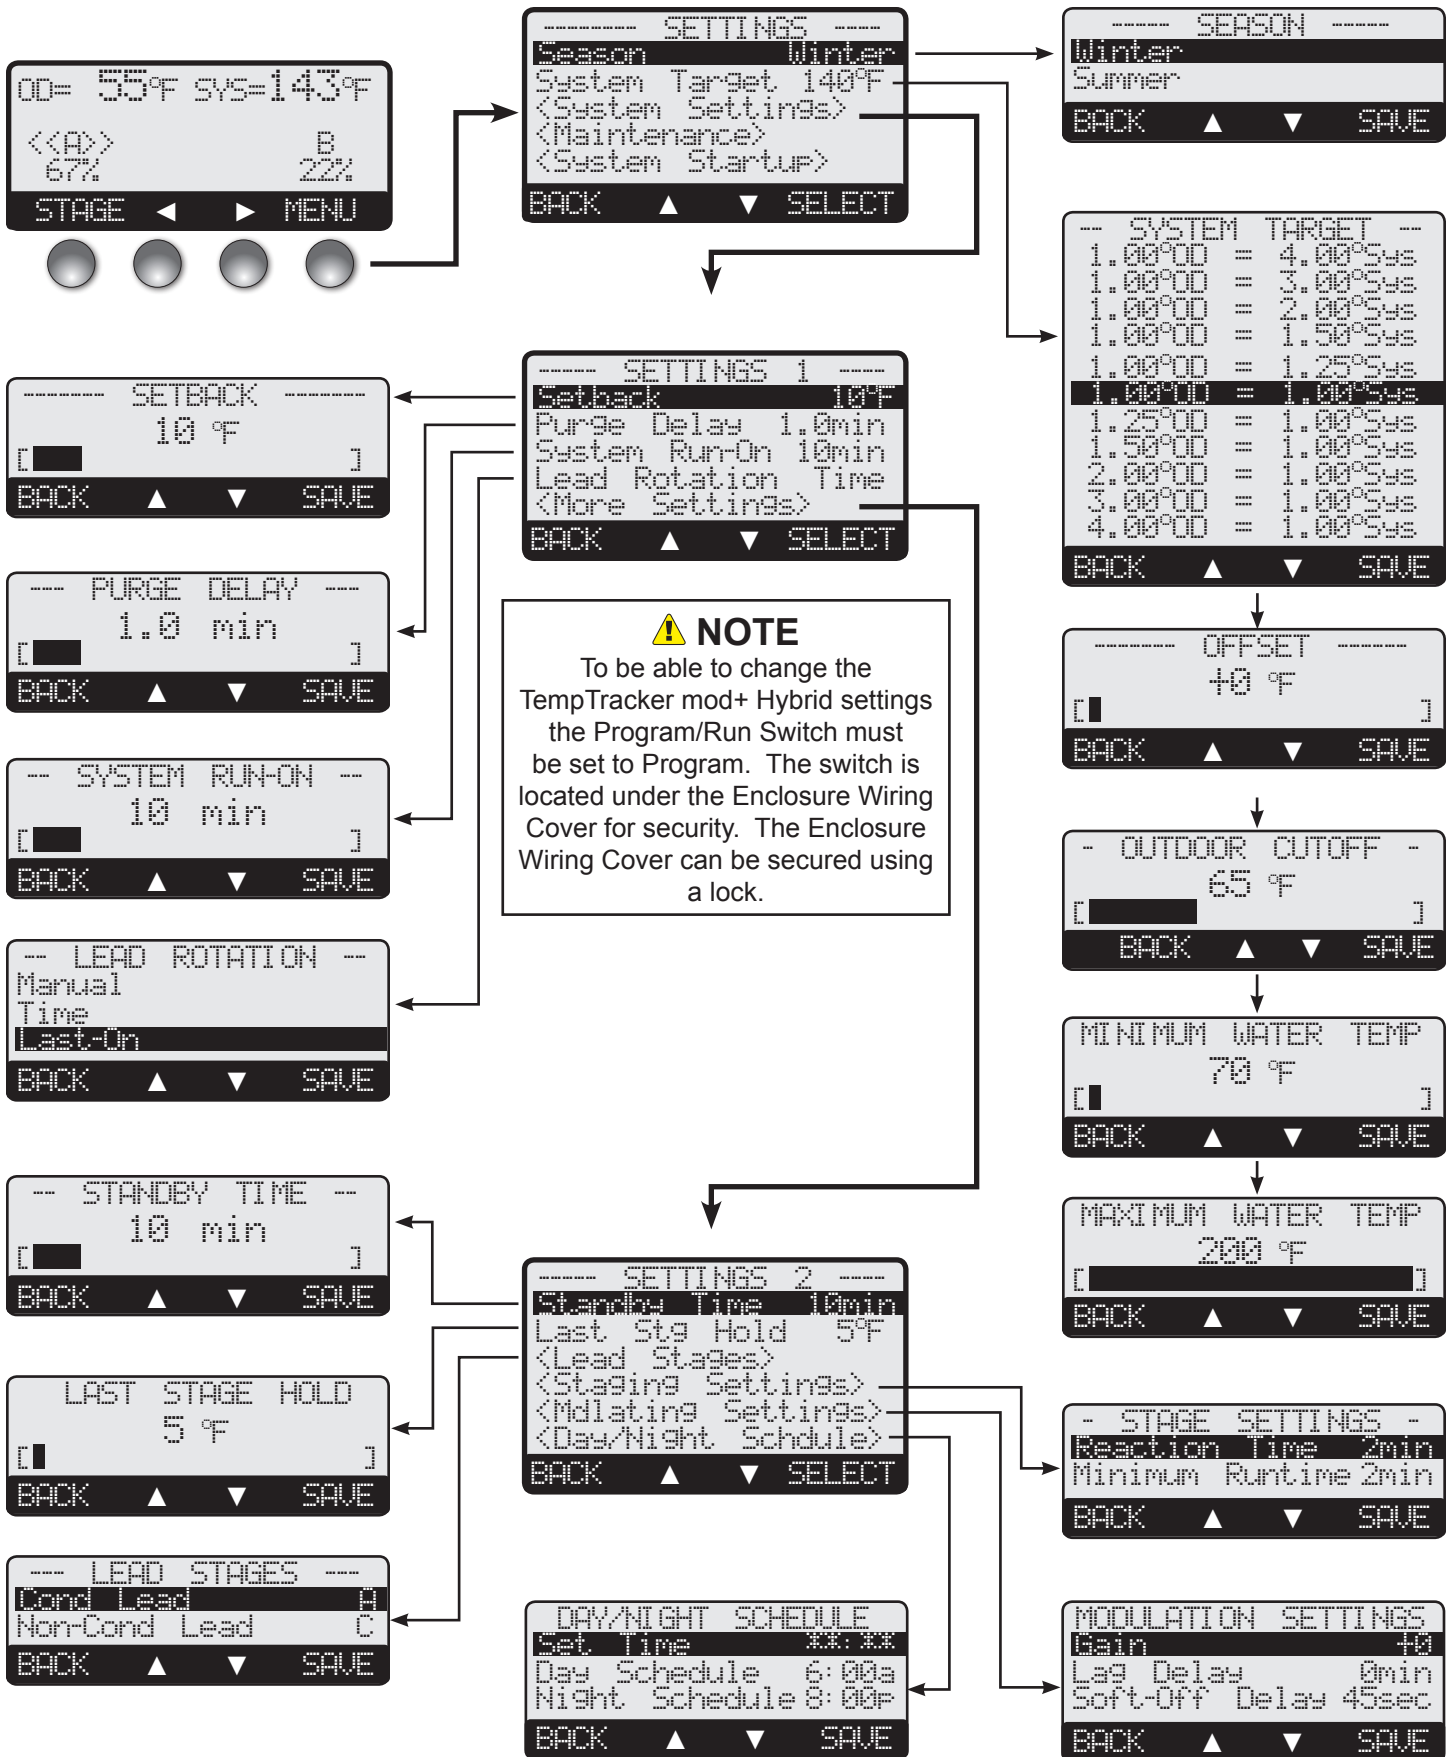 OD= 55°F SYS=143°F
<<A>> B
67% 22%
STAGE ◄ ► MENU
------- SETTINGS ----
Season Winter
System Target 140°F
<System Settings>
<Maintenance>
<System Startup>
BACK ▲ ▼ SELECT
----- SEASON -----
Winter
Summer
BACK ▲ ▼ SAVE
-- SYSTEM TARGET --
1.00°OD = 4.00°Sys
1.00°OD = 3.00°Sys
1.00°OD = 2.00°Sys
1.00°OD = 1.50°Sys
1.00°OD = 1.25°Sys
1.00°OD = 1.00°Sys
1.25°OD = 1.00°Sys
1.50°OD = 1.00°Sys
2.00°OD = 1.00°Sys
3.00°OD = 1.00°Sys
4.00°OD = 1.00°Sys
BACK ▲ ▼ SAVE
------- OFFSET ------
+0 °F
[ ]
BACK ▲ ▼ SAVE
- OUTDOOR CUTOFF -
65 °F
[ ]
BACK ▲ ▼ SAVE
MINIMUM WATER TEMP
70 °F
[ ]
BACK ▲ ▼ SAVE
MAXIMUM WATER TEMP
200 °F
[ ]
BACK ▲ ▼ SAVE
----- SETTINGS 1 ----
Setback 10°F
Purge Delay 1.0min
System Run-On 10min
Lead Rotation Time
<More Settings>
BACK ▲ ▼ SELECT
------- SETBACK -------
10 °F
[ ]
BACK ▲ ▼ SAVE
--- PURGE DELAY ---
1.0 min
[ ]
BACK ▲ ▼ SAVE
-- SYSTEM RUN-ON --
10 min
[ ]
BACK ▲ ▼ SAVE
-- LEAD ROTATION --
Manual
Time
Last-On
BACK ▲ ▼ SAVE
NOTE
To be able to change the
TempTracker mod+ Hybrid settings
the Program/Run Switch must
be set to Program. The switch is
located under the Enclosure Wiring
Cover for security. The Enclosure
Wiring Cover can be secured using
a lock.
----- SETTINGS 2 ----
Standby Time 10min
Last Stg Hold 5°F
<Lead Stages>
<Staging Settings>
<Mdlating Settings>
<Day/Night Schdule>
BACK ▲ ▼ SELECT
-- STANDBY TIME --
10 min
[ ]
BACK ▲ ▼ SAVE
LAST STAGE HOLD
5 °F
[ ]
BACK ▲ ▼ SAVE
--- LEAD STAGES ---
Cond Lead A
Non-Cond Lead C
BACK ▲ ▼ SAVE
DAY/NIGHT SCHEDULE
Set Time **:**
Day Schedule 6:00a
Night Schedule 8:00p
BACK ▲ ▼ SAVE
- STAGE SETTINGS -
Reaction Time 2min
Minimum Runtime 2min
BACK ▲ ▼ SAVE
MODULATION SETTINGS
Gain +0
Lag Delay 0min
Soft-Off Delay 45sec
BACK ▲ ▼ SAVE